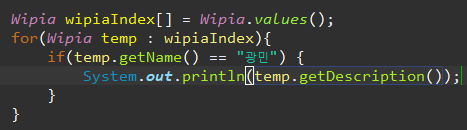 Wipia wipiaIndex[] = Wipia.values();
for(Wipia temp : wipiaIndex){
if(temp.getName() == "광민") {
System.out.println(temp.getDescription());
}
}